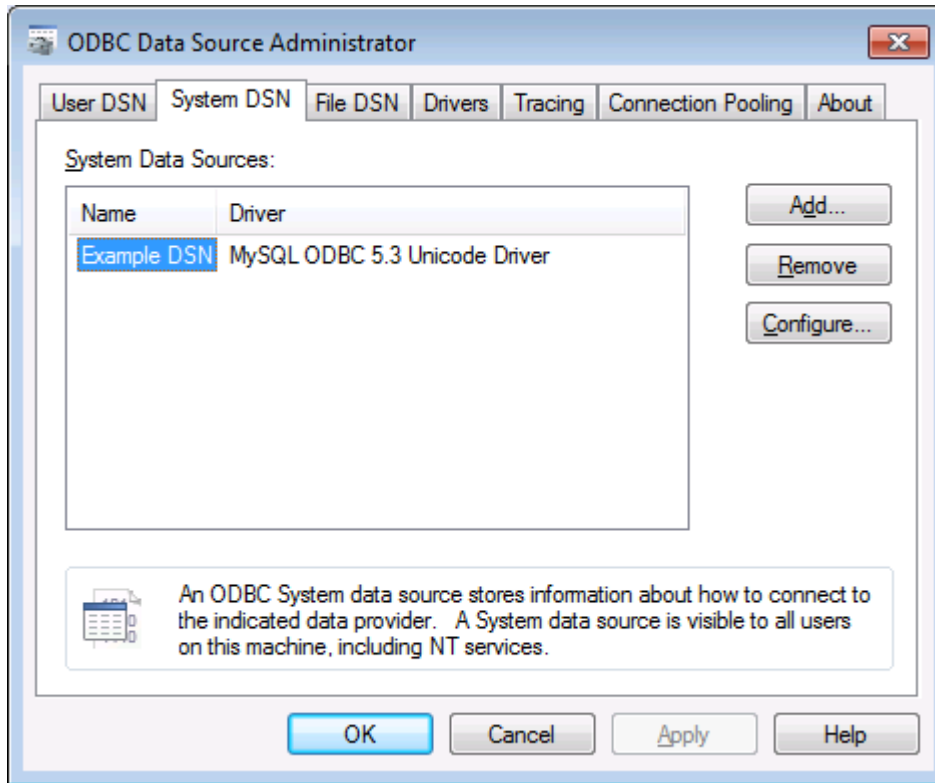 ODBC Data Source Administrator
User DSN System DSN File DSN Drivers Tracing Connection Pooling About
System Data Sources:
Name Driver
Example DSN MySQL ODBC 5.3 Unicode Driver
Add...
Remove
Configure...
An ODBC System data source stores information about how to connect to
the indicated data provider. A System data source is visible to all users
on this machine, including NT services.
OK Cancel Apply Help